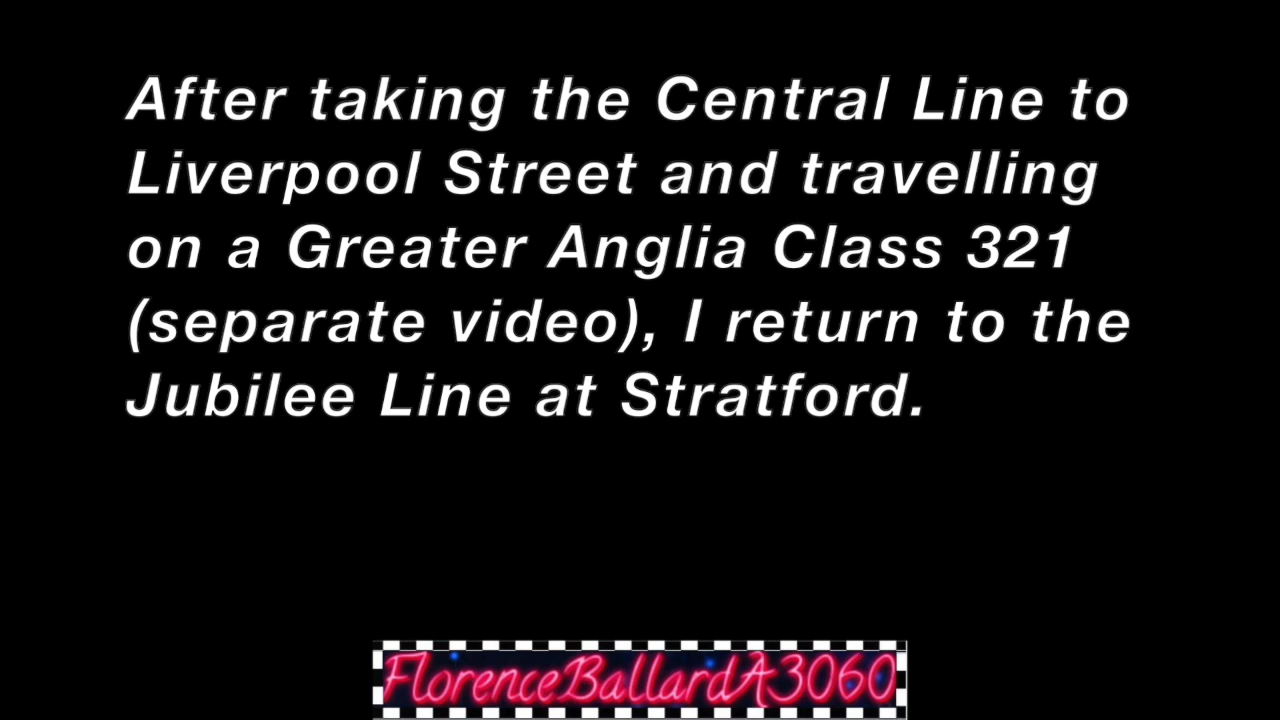 After taking the Central Line to
Liverpool Street and travelling
on a Greater Anglia Class 321
(separate video), I return to the
Jubilee Line at Stratford.
FlorenceBallardA3060